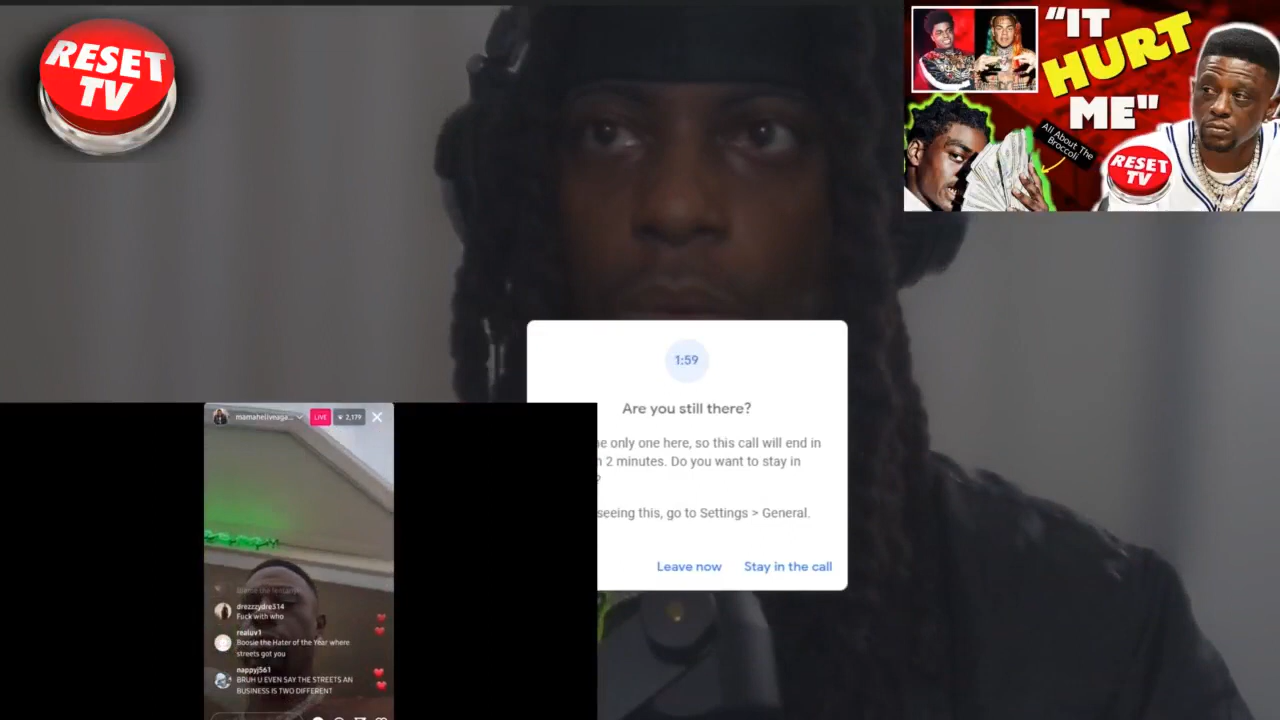 RESET
TV
"IT
HURT
ME"
All About The
Broccoli
RESET
TV
1:59
Are you still there?
only one here, so this call will end in
2 minutes. Do you want to stay in
?
seeing this, go to Settings > General.
Leave now Stay in the call
mamaheliveaga... LIVE 2,179
drezzzydre314
Fuck with who
realuv1
Boosie the Hater of the Year where
streets got you
nappyj561
BRUH U EVEN SAY THE STREETS AN
BUSINESS IS TWO DIFFERENT